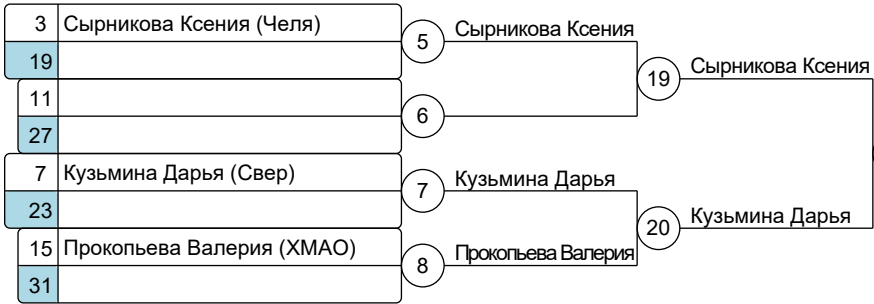 3 Сырникова Ксения (Челя)
19
5 Сырникова Ксения
11
27
6
19 Сырникова Ксения
7 Кузьмина Дарья (Свер)
23
7 Кузьмина Дарья
15 Прокопьева Валерия (ХМАО)
31
8 Прокопьева Валерия
20 Кузьмина Дарья